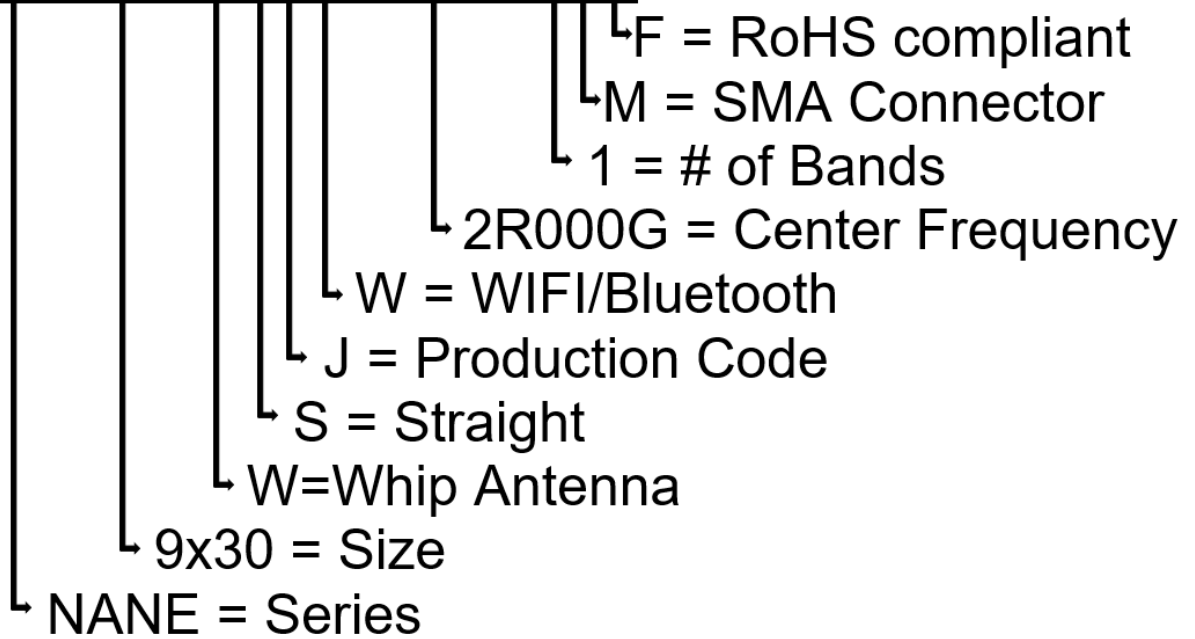 F = RoHS compliant
M = SMA Connector
1 = # of Bands
2R000G = Center Frequency
W = WIFI/Bluetooth
J = Production Code
S = Straight
W=Whip Antenna
9x30 = Size
NANE = Series